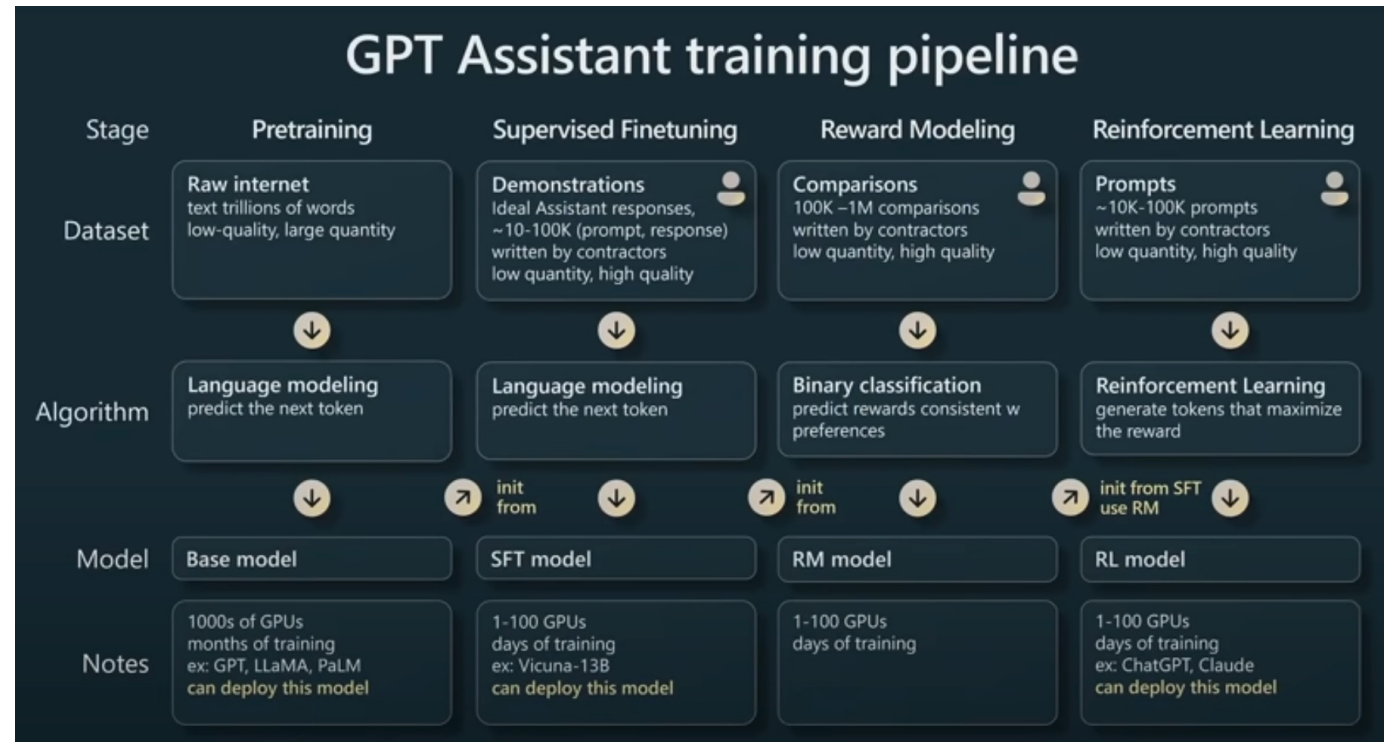 GPT Assistant training pipeline
Stage
Pretraining
Supervised Finetuning
Reward Modeling
Reinforcement Learning
Dataset
Raw internet
text trillions of words
low-quality, large quantity
Demonstrations
Ideal Assistant responses,
~10-100K (prompt, response)
written by contractors
low quantity, high quality
Comparisons
100K –1M comparisons
written by contractors
low quantity, high quality
Prompts
~10K-100K prompts
written by contractors
low quantity, high quality
Algorithm
Language modeling
predict the next token
Language modeling
predict the next token
Binary classification
predict rewards consistent w
preferences
Reinforcement Learning
generate tokens that maximize
the reward
init
from
init
from
init from SFT
use RM
Model
Base model
SFT model
RM model
RL model
Notes
1000s of GPUs
months of training
ex: GPT, LLaMA, PaLM
can deploy this model
1-100 GPUs
days of training
ex: Vicuna-13B
can deploy this model
1-100 GPUs
days of training
1-100 GPUs
days of training
ex: ChatGPT, Claude
can deploy this model